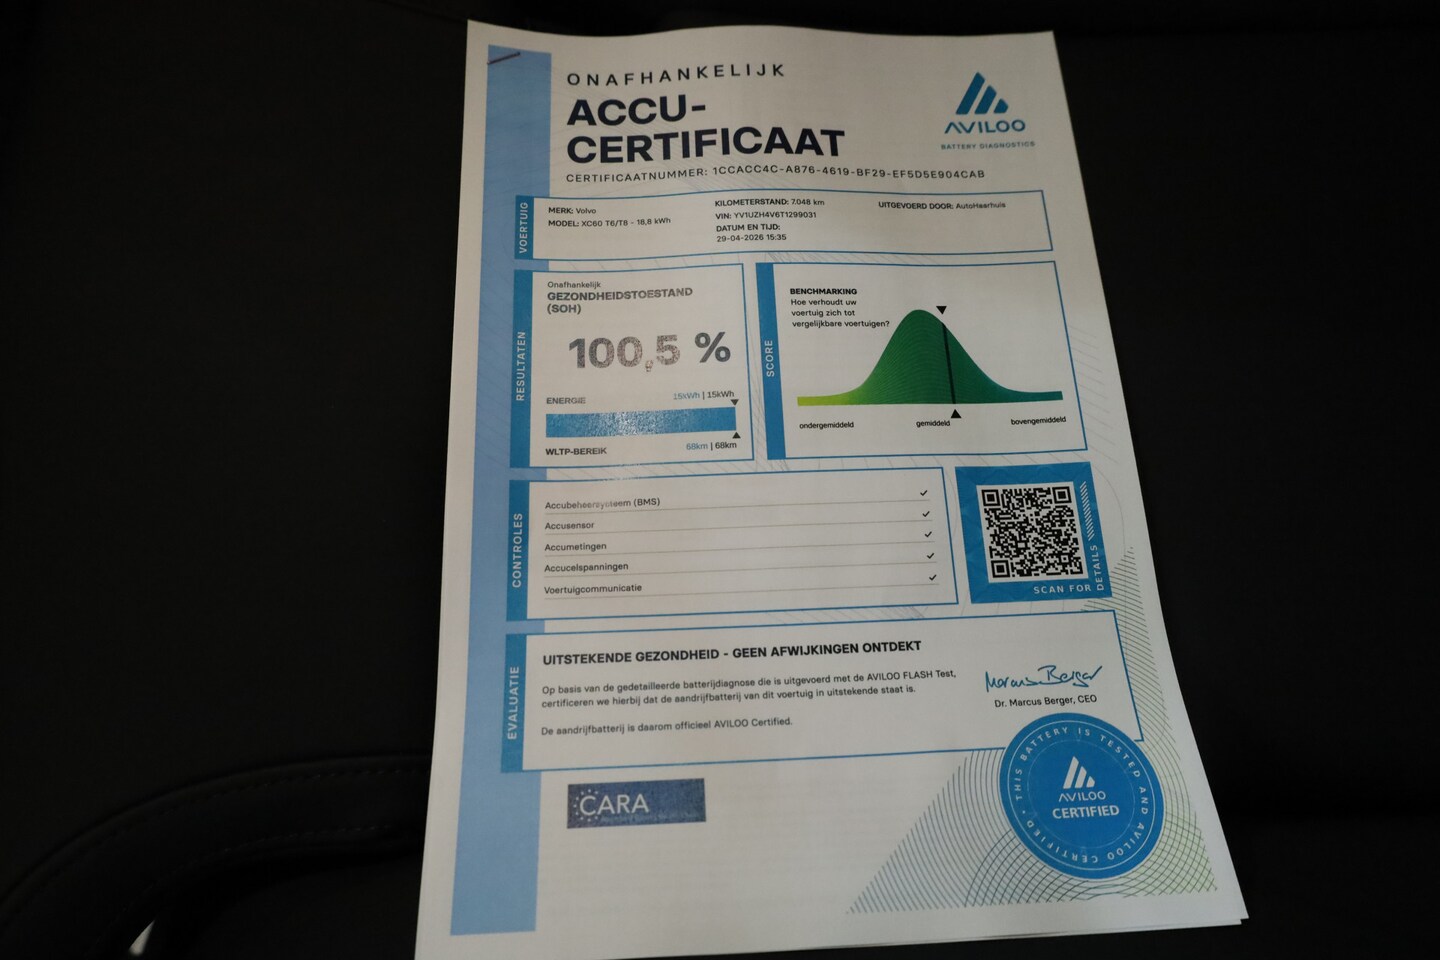 ONAFHANKELIJK
ACCU-
CERTIFICAAT
CERTIFICAATNUMMER: 1CCACC4C-A876-4619-BF29-EF5D5E904CAB
AVILOO
BATTERY DIAGNOSTICS
VOERTUIG
MERK: Volvo
MODEL: XC60 T6/T8 - 18,8 kWh
KILOMETERSTAND: 7.048 km
VIN: YV1UZH4V6T1299031
DATUM EN TIJD:
29-04-2026 15:35
UITGEVOERD DOOR: AutoHaarhuis
RESULTATEN
Onafhankelijk
GEZONDHEIDSTOESTAND
(SOH)
100,5 %
ENERGIE
15kWh | 15kWh
WLTP-BEREIK
68km | 68km
SCORE
BENCHMARKING
Hoe verhoudt uw
voertuig zich tot
vergelijkbare voertuigen?
ondergemiddeld
gemiddeld
bovengemiddeld
CONTROLES
Accubeheersysteem (BMS)
Accusensor
Accumetingen
Accucelspanningen
Voertuigcommunicatie
SCAN FOR
DETAILS
EVALUATIE
UITSTEKENDE GEZONDHEID - GEEN AFWIJKINGEN ONTDEKT
Op basis van de gedetailleerde batterijdiagnose die is uitgevoerd met de AVILOO FLASH Test,
certificeren we hierbij dat de aandrijfbatterij van dit voertuig in uitstekende staat is.
De aandrijfbatterij is daarom officieel AVILOO Certified.
Marcus Berger
Dr. Marcus Berger, CEO
THIS BATTERY IS TESTED AND AVILOO CERTIFIED
AVILOO
CERTIFIED
CARA